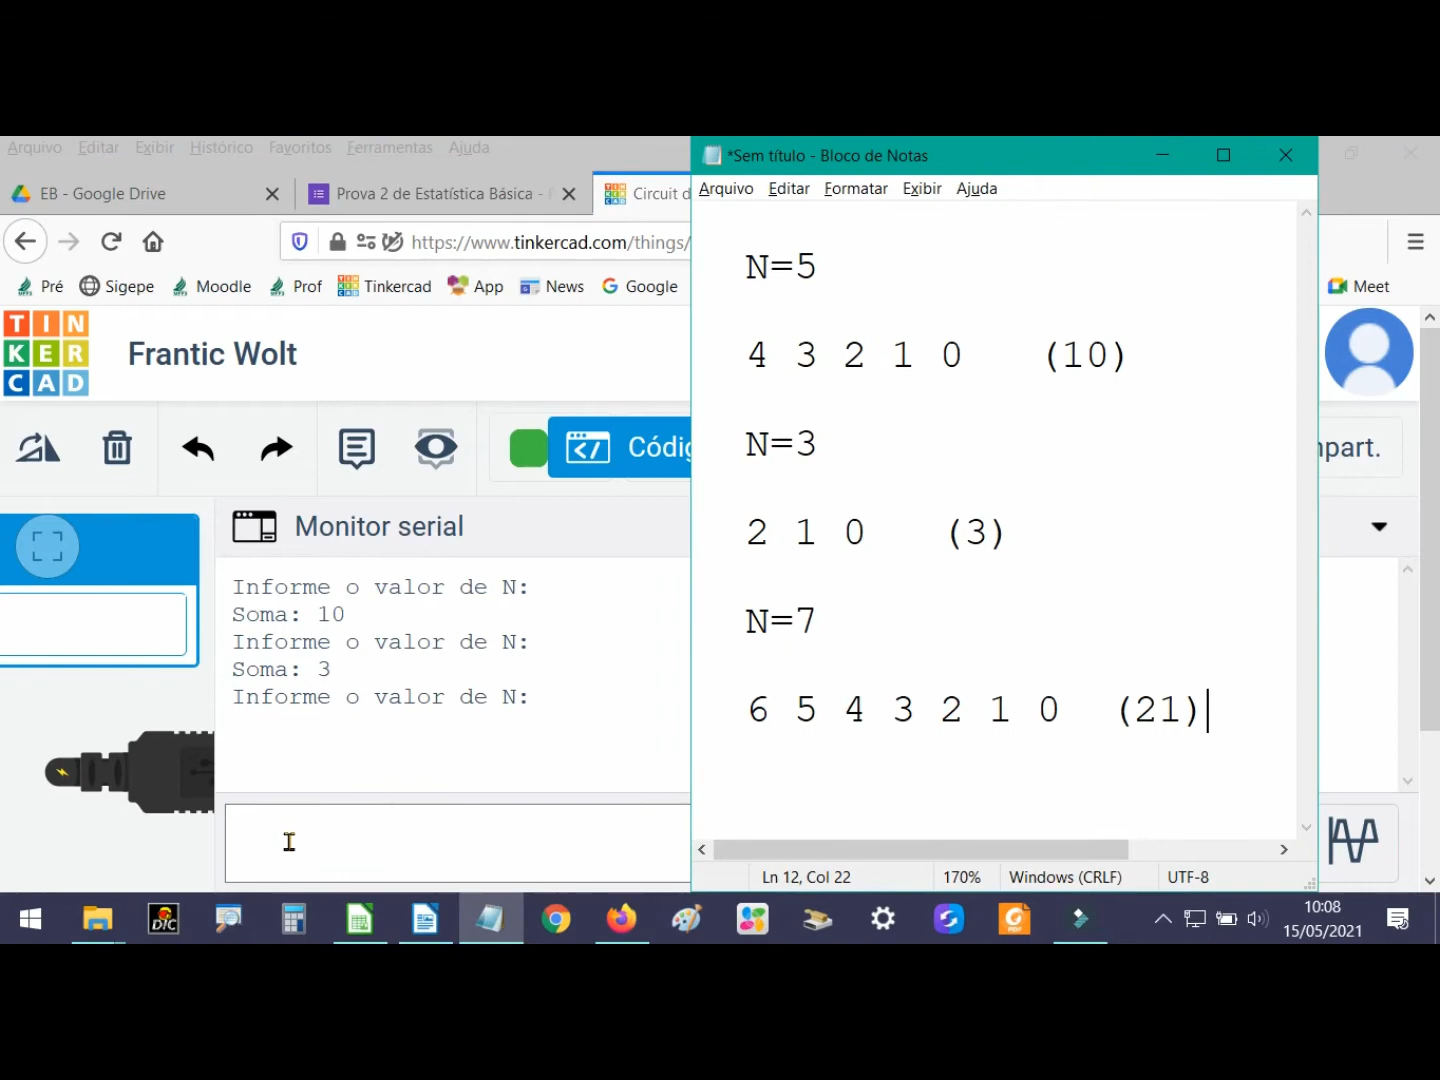 Arquivo Editar Exibir Histórico Favoritos Ferramentas Ajuda
EB - Google Drive
Prova 2 de Estatística Básica -
Circuit d
https://www.tinkercad.com/things/
Pré Sigepe Moodle Prof Tinkercad App News Google
Meet
TIN
KER
CAD
Frantic Wolt
Códig
npart.
Monitor serial
Informe o valor de N:
Soma: 10
Informe o valor de N:
Soma: 3
Informe o valor de N:
*Sem título - Bloco de Notas
Arquivo Editar Formatar Exibir Ajuda
N=5
4 3 2 1 0 (10)
N=3
2 1 0 (3)
N=7
6 5 4 3 2 1 0 (21)
Ln 12, Col 22 170% Windows (CRLF) UTF-8
DIC
PDF
10:08
15/05/2021